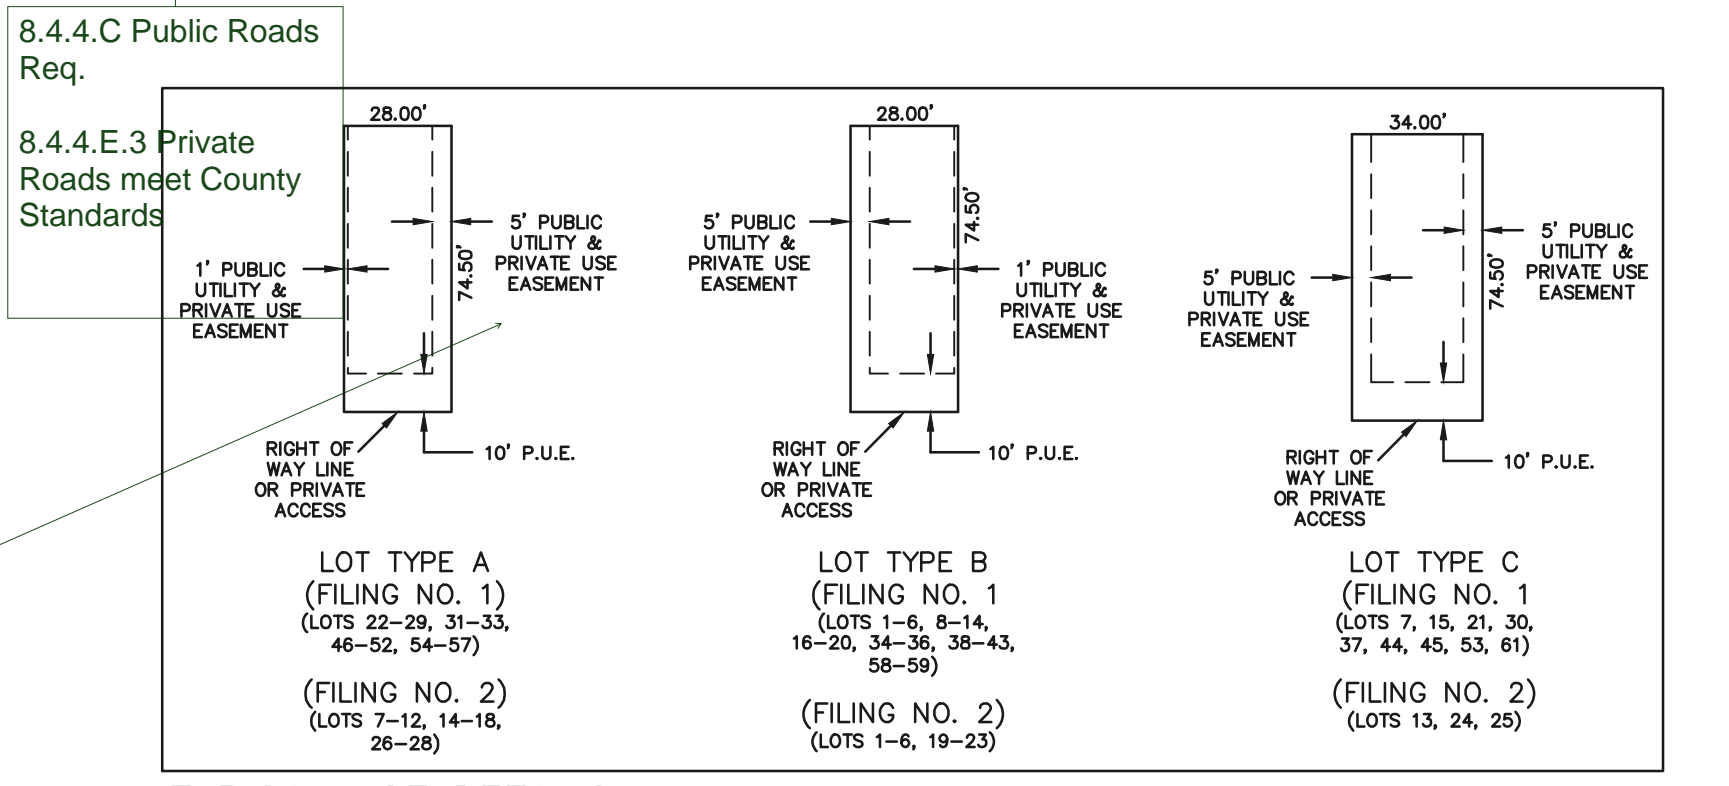 8.4.4.C Public Roads
Req.
8.4.4.E.3 Private
Roads meet County
Standards
28.00'
5' PUBLIC
UTILITY &
PRIVATE USE
EASEMENT
74.50'
1' PUBLIC
UTILITY &
PRIVATE USE
EASEMENT
RIGHT OF
WAY LINE
OR PRIVATE
ACCESS
10' P.U.E.
LOT TYPE A
(FILING NO. 1)
(LOTS 22-29, 31-33,
46-52, 54-57)
(FILING NO. 2)
(LOTS 7-12, 14-18,
26-28)
28.00'
5' PUBLIC
UTILITY &
PRIVATE USE
EASEMENT
74.50'
1' PUBLIC
UTILITY &
PRIVATE USE
EASEMENT
RIGHT OF
WAY LINE
OR PRIVATE
ACCESS
10' P.U.E.
LOT TYPE B
(FILING NO. 1
(LOTS 1-6, 8-14,
16-20, 34-36, 38-43,
58-59)
(FILING NO. 2)
(LOTS 1-6, 19-23)
34.00'
5' PUBLIC
UTILITY &
PRIVATE USE
EASEMENT
74.50'
5' PUBLIC
UTILITY &
PRIVATE USE
EASEMENT
RIGHT OF
WAY LINE
OR PRIVATE
ACCESS
10' P.U.E.
LOT TYPE C
(FILING NO. 1
(LOTS 7, 15, 21, 30,
37, 44, 45, 53, 61)
(FILING NO. 2)
(LOTS 13, 24, 25)